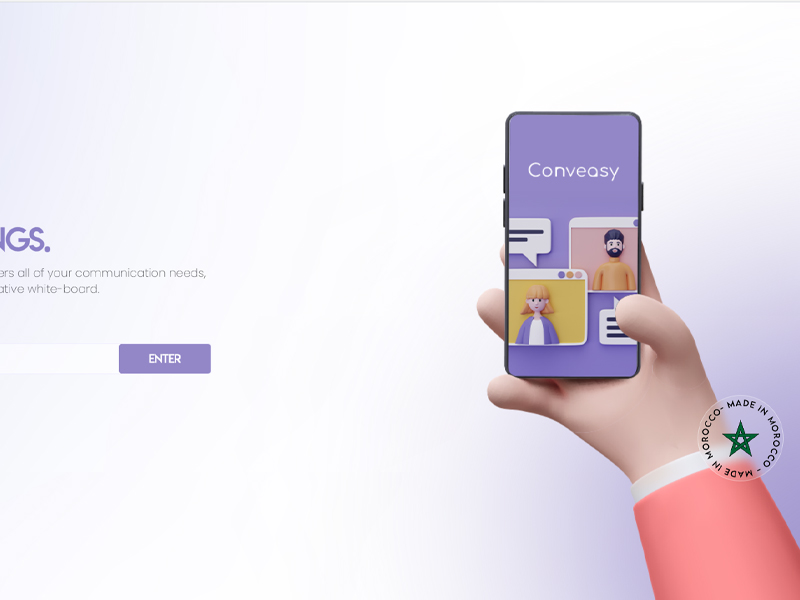 NGS.
ers all of your communication needs,
ative white-board.
ENTER
Conveasy
MADE IN MOROCCO - MADE IN MOROCCO -